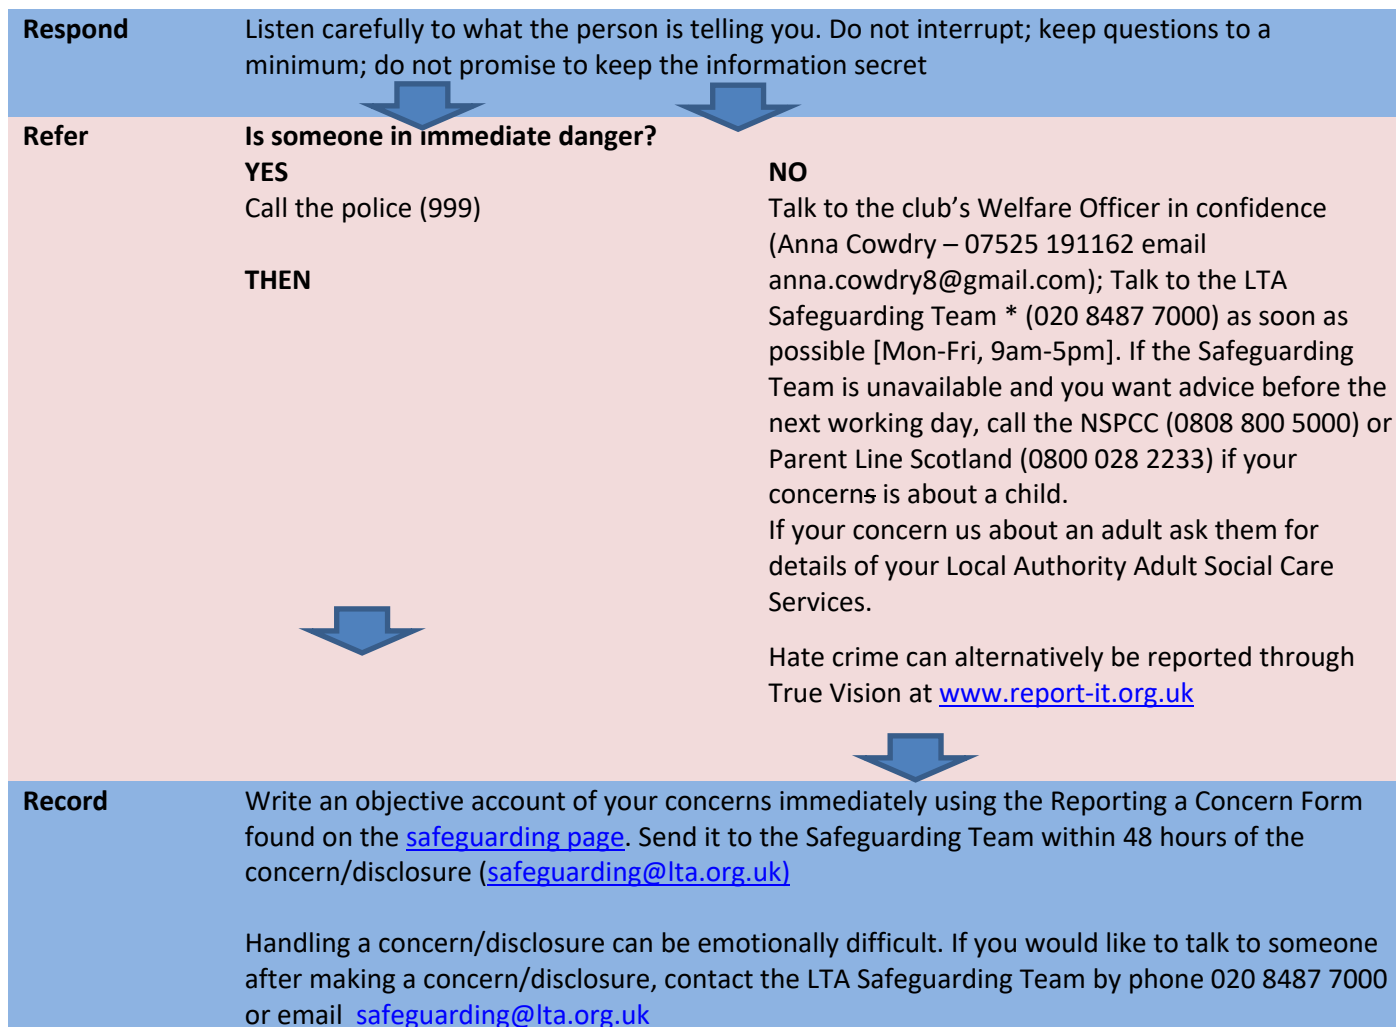 Respond
Listen carefully to what the person is telling you. Do not interrupt; keep questions to a
minimum; do not promise to keep the information secret
Refer
Is someone in immediate danger?
YES
Call the police (999)
THEN
NO
Talk to the club’s Welfare Officer in confidence
(Anna Cowdry – 07525 191162 email
anna.cowdry8@gmail.com); Talk to the LTA
Safeguarding Team * (020 8487 7000) as soon as
possible [Mon-Fri, 9am-5pm]. If the Safeguarding
Team is unavailable and you want advice before the
next working day, call the NSPCC (0808 800 5000) or
Parent Line Scotland (0800 028 2233) if your
concerns is about a child.
If your concern us about an adult ask them for
details of your Local Authority Adult Social Care
Services.
Hate crime can alternatively be reported through
True Vision at www.report-it.org.uk
Record
Write an objective account of your concerns immediately using the Reporting a Concern Form
found on the safeguarding page. Send it to the Safeguarding Team within 48 hours of the
concern/disclosure (safeguarding@lta.org.uk)
Handling a concern/disclosure can be emotionally difficult. If you would like to talk to someone
after making a concern/disclosure, contact the LTA Safeguarding Team by phone 020 8487 7000
or email safeguarding@lta.org.uk